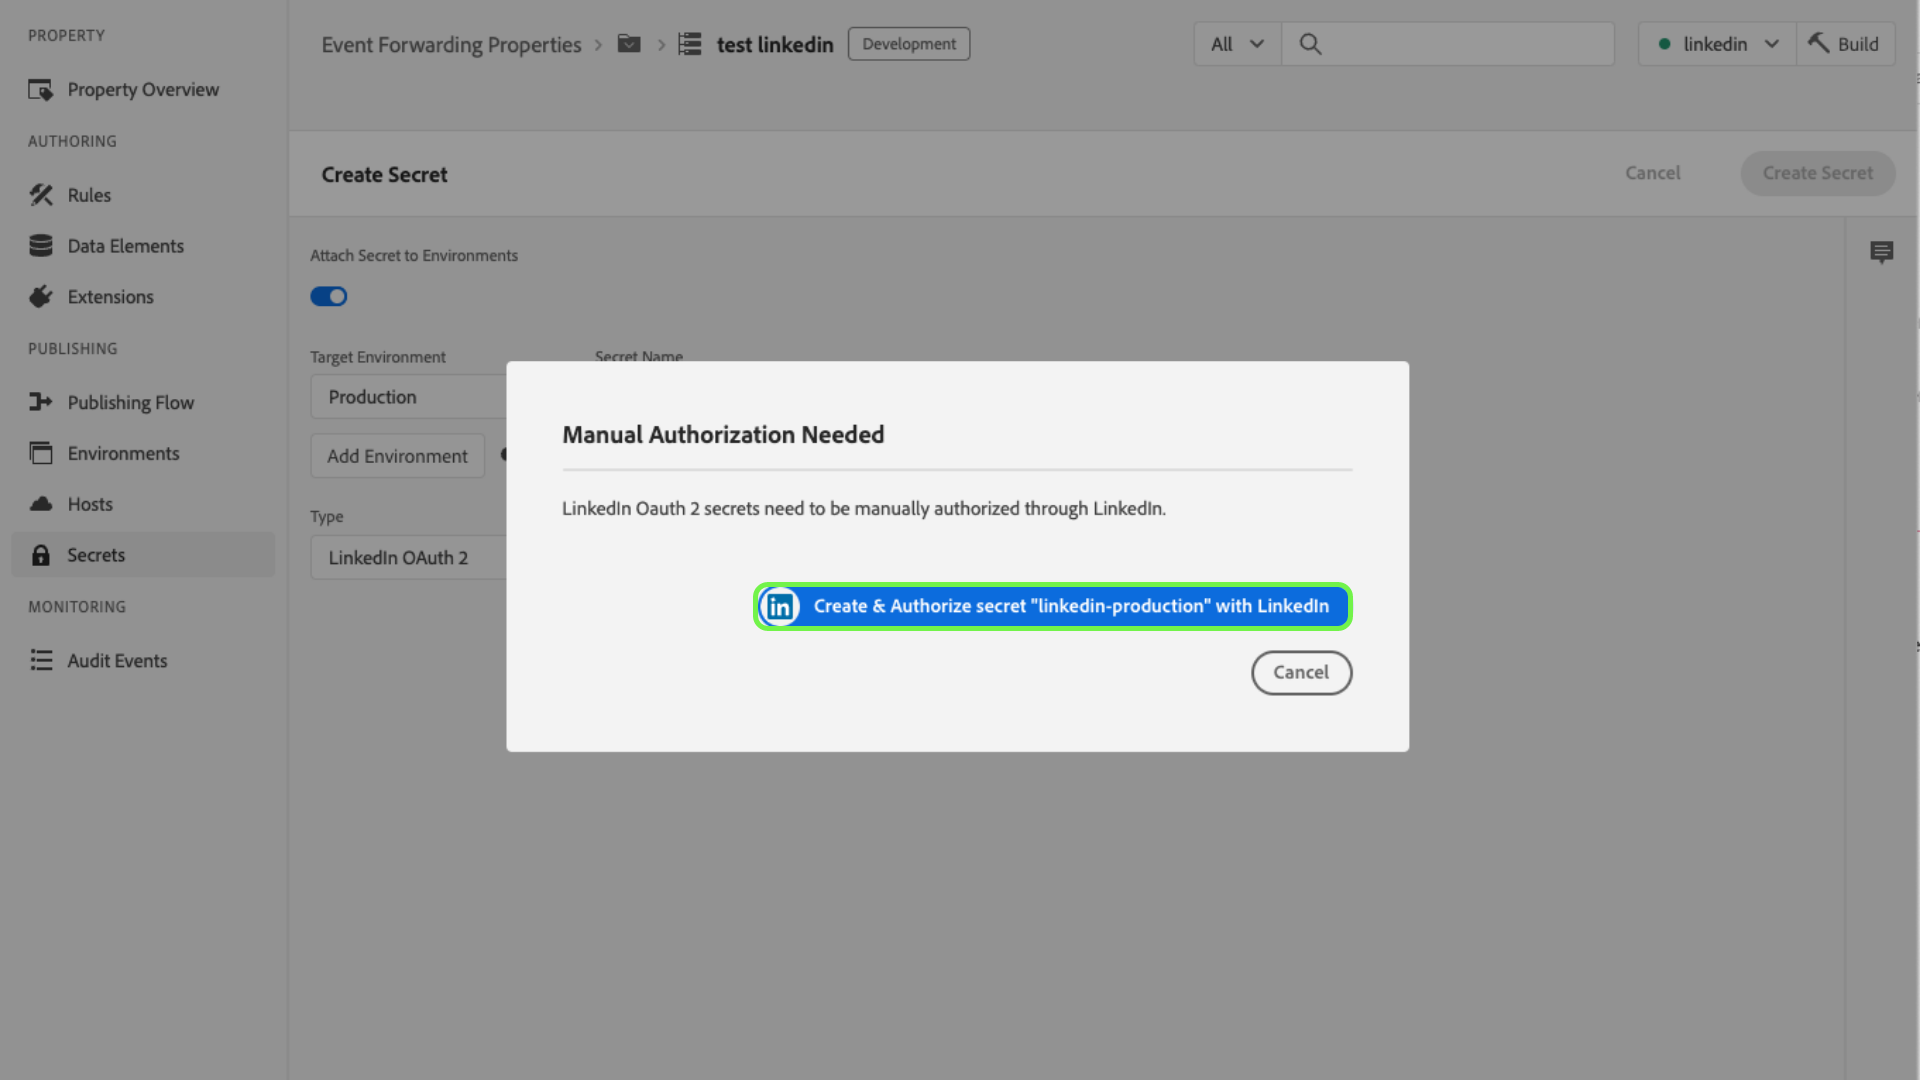 PROPERTY
Property Overview
AUTHORING
Rules
Data Elements
Extensions
PUBLISHING
Publishing Flow
Environments
Hosts
Secrets
MONITORING
Audit Events
Event Forwarding Properties
test linkedin
Development
All
linkedin
Build
Create Secret
Cancel
Create Secret
Attach Secret to Environments
Target Environment
Secret Name
Production
Add Environment
Type
LinkedIn OAuth 2
Manual Authorization Needed
LinkedIn Oauth 2 secrets need to be manually authorized through LinkedIn.
in Create & Authorize secret "linkedin-production" with LinkedIn
Cancel